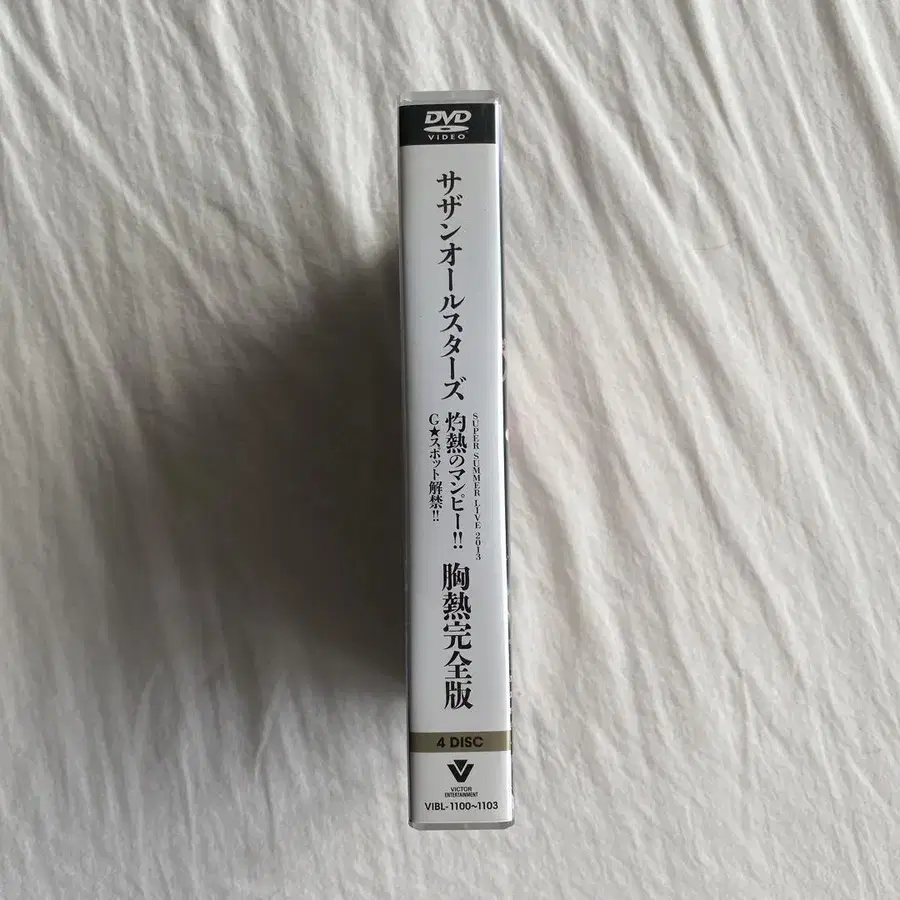 DVD
VIDEO
サザンオールスターズ
SUPER SUMMER LIVE 2013
灼熱のマンピー!!
G★スポット解禁!!
胸熱完全版
4 DISC
VICTOR
ENTERTAINMENT
VIBL-1100~1103